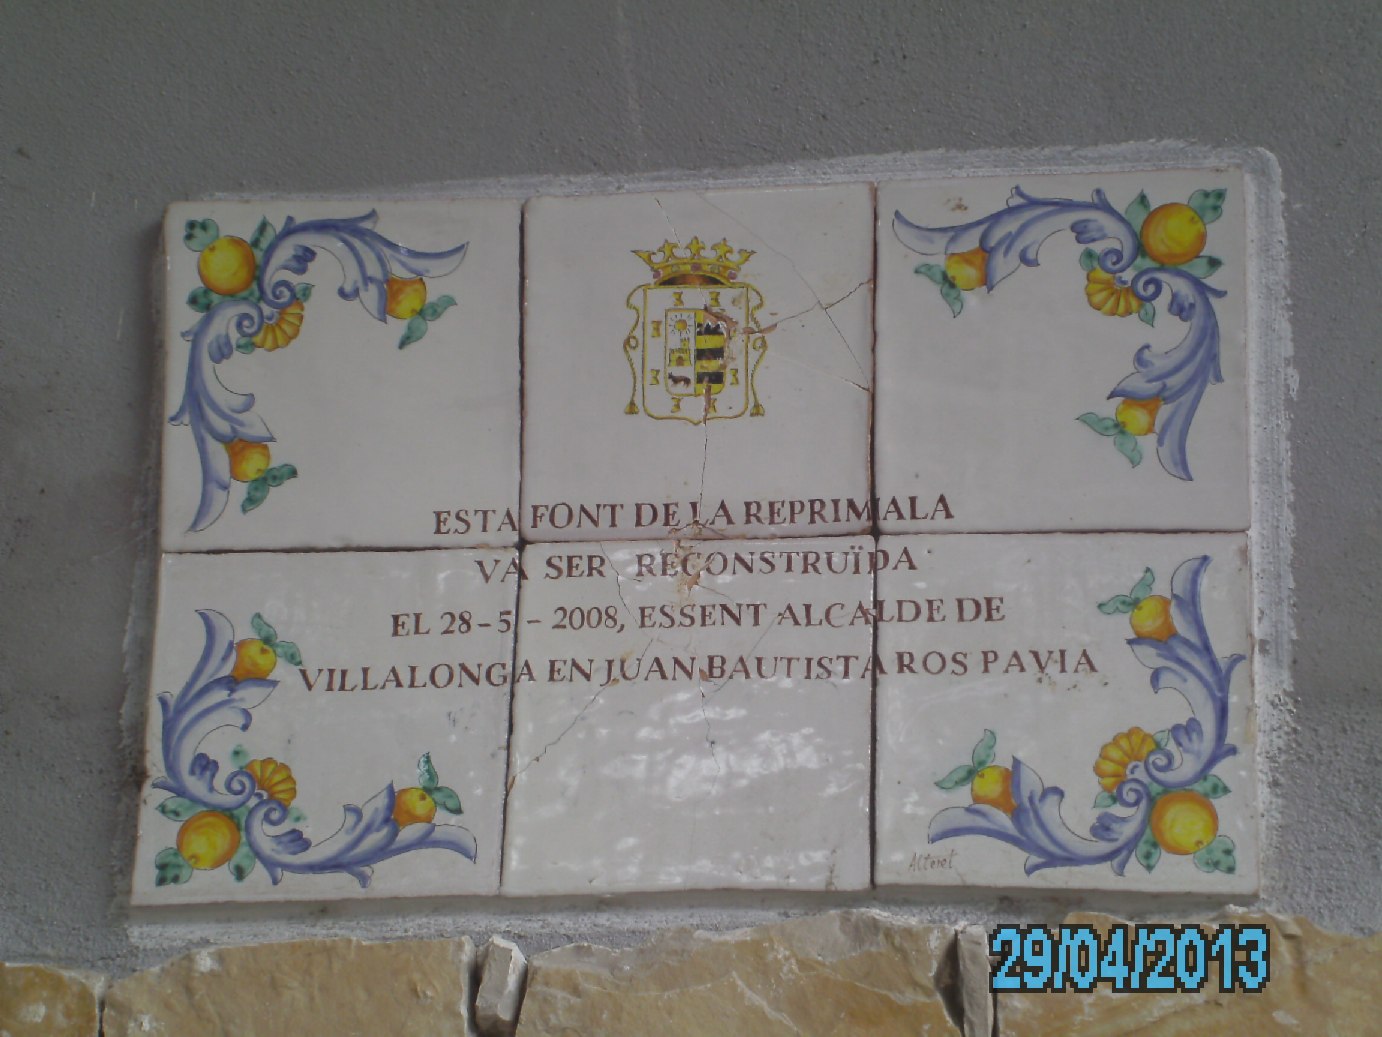 ESTA FONT DE LA REPRIMALA
VA SER RECONSTRUÏDA
EL 28-5-2008, ESSENT ALCALDE DE
VILLALONGA EN JUAN BAUTISTA ROS PAVIA
29/04/2013